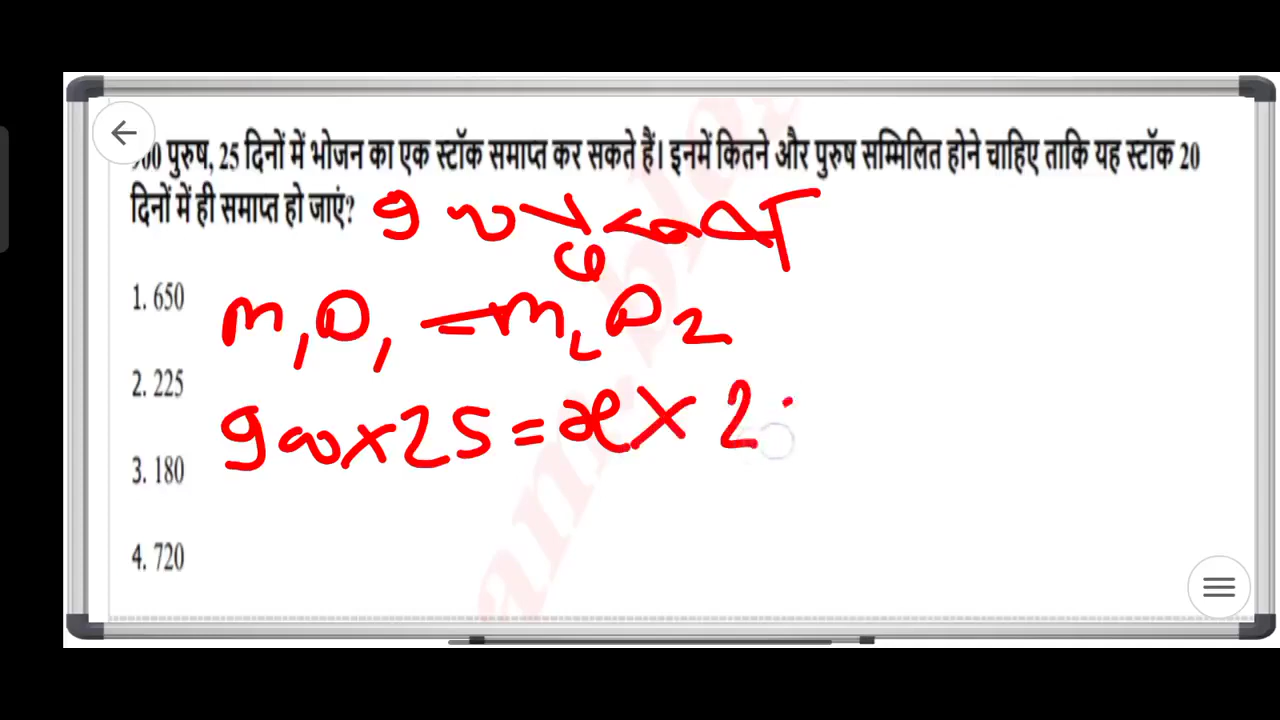 900 पुरुष, 25 दिनों में भोजन का एक स्टॉक समाप्त कर सकते हैं। इनमें कितने और पुरुष सम्मिलित होने चाहिए ताकि यह स्टॉक 20
दिनों में ही समाप्त हो जाएं?
1. 650
M₁D₁ = M₂D₂
2. 225
900 × 25 = x × 2
3. 180
4. 720